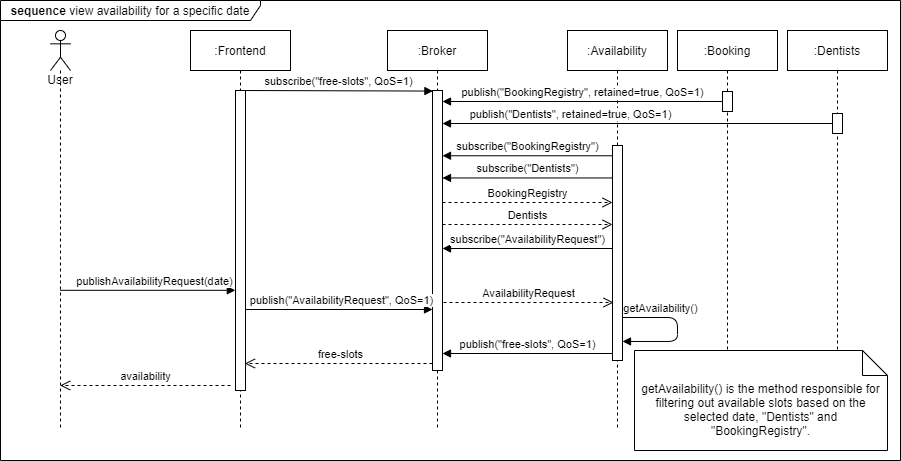 sequence view availability for a specific date
User
:Frontend
:Broker
:Availability
:Booking
:Dentists
subscribe("free-slots", QoS=1)
publish("BookingRegistry", retained=true, QoS=1)
publish("Dentists", retained=true, QoS=1)
subscribe("BookingRegistry")
subscribe("Dentists")
BookingRegistry
Dentists
subscribe("AvailabilityRequest")
publishAvailabilityRequest(date)
publish("AvailabilityRequest", QoS=1)
AvailabilityRequest
getAvailability()
publish("free-slots", QoS=1)
free-slots
availability
getAvailability() is the method responsible for
filtering out available slots based on the
selected date, "Dentists" and
"BookingRegistry".